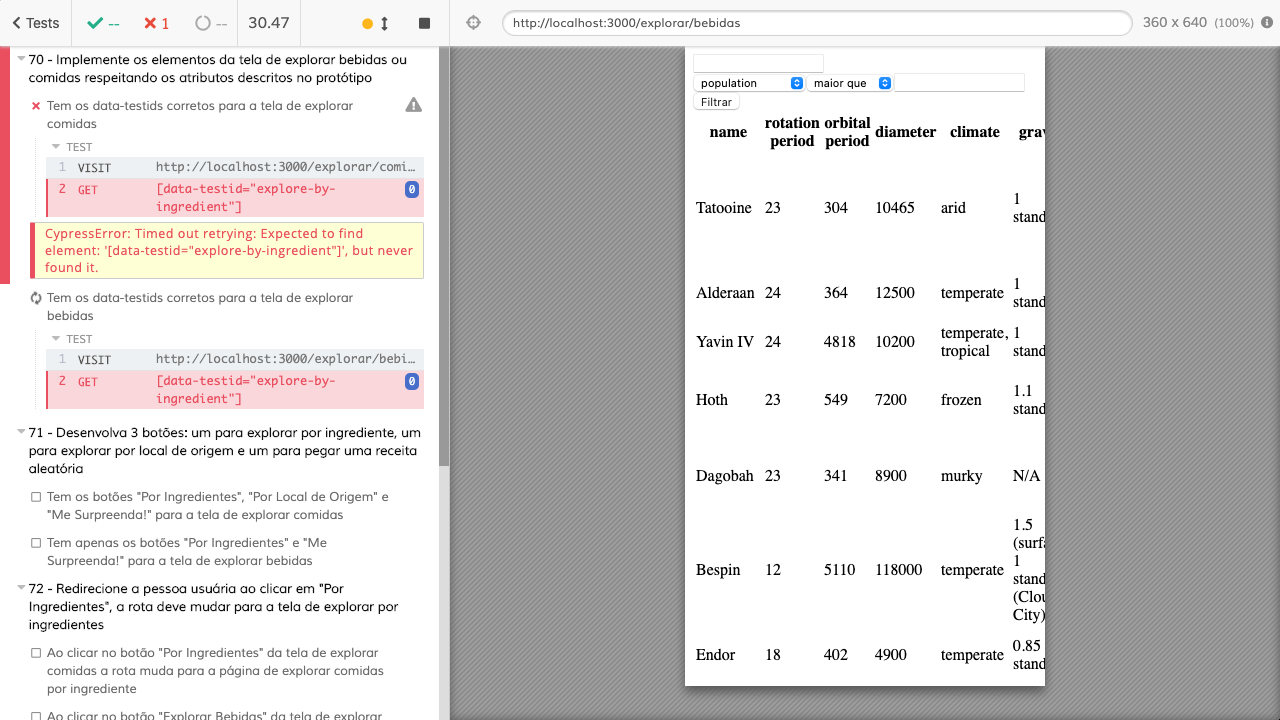 Tests
--
1
--
30.47
http://localhost:3000/explorar/bebidas
360 x 640 (100%)
70 - Implemente os elementos da tela de explorar bebidas ou
comidas respeitando os atributos descritos no protótipo
Tem os data-testids corretos para a tela de explorar
comidas
TEST
1 VISIT http://localhost:3000/explorar/comi…
2 GET [data-testid="explore-by-
ingredient"] 0
CypressError: Timed out retrying: Expected to find
element: '[data-testid="explore-by-ingredient"]', but never
found it.
Tem os data-testids corretos para a tela de explorar
bebidas
TEST
1 VISIT http://localhost:3000/explorar/bebi…
2 GET [data-testid="explore-by-
ingredient"] 0
71 - Desenvolva 3 botões: um para explorar por ingrediente, um
para explorar por local de origem e um para pegar uma receita
aleatória
Tem os botões "Por Ingredientes", "Por Local de Origem" e
"Me Surpreenda!" para a tela de explorar comidas
Tem apenas os botões "Por Ingredientes" e "Me
Surpreenda!" para a tela de explorar bebidas
72 - Redirecione a pessoa usuária ao clicar em "Por
Ingredientes", a rota deve mudar para a tela de explorar por
ingredientes
Ao clicar no botão "Por Ingredientes" da tela de explorar
comidas a rota muda para a página de explorar comidas
por ingrediente
Ao clicar no botão "Explorar Bebidas" da tela de explorar
population maior que
Filtrar
name rotation period orbital period diameter climate grav
Tatooine 23 304 10465 arid 1 stand
Alderaan 24 364 12500 temperate 1 stand
Yavin IV 24 4818 10200 temperate, tropical 1 stand
Hoth 23 549 7200 frozen 1.1 stand
Dagobah 23 341 8900 murky N/A
Bespin 12 5110 118000 temperate 1.5 (surfa 1 stand (Clou City)
Endor 18 402 4900 temperate 0.85 stand